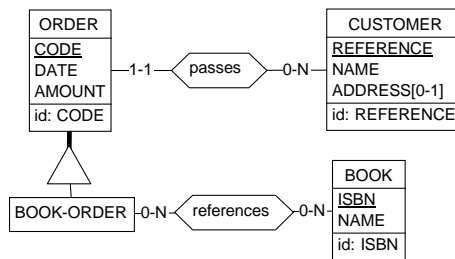 ORDER
CODE
DATE
AMOUNT
id: CODE
1-1
passes
0-N
CUSTOMER
REFERENCE
NAME
ADDRESS[0-1]
id: REFERENCE
BOOK-ORDER
0-N
references
0-N
BOOK
ISBN
NAME
id: ISBN